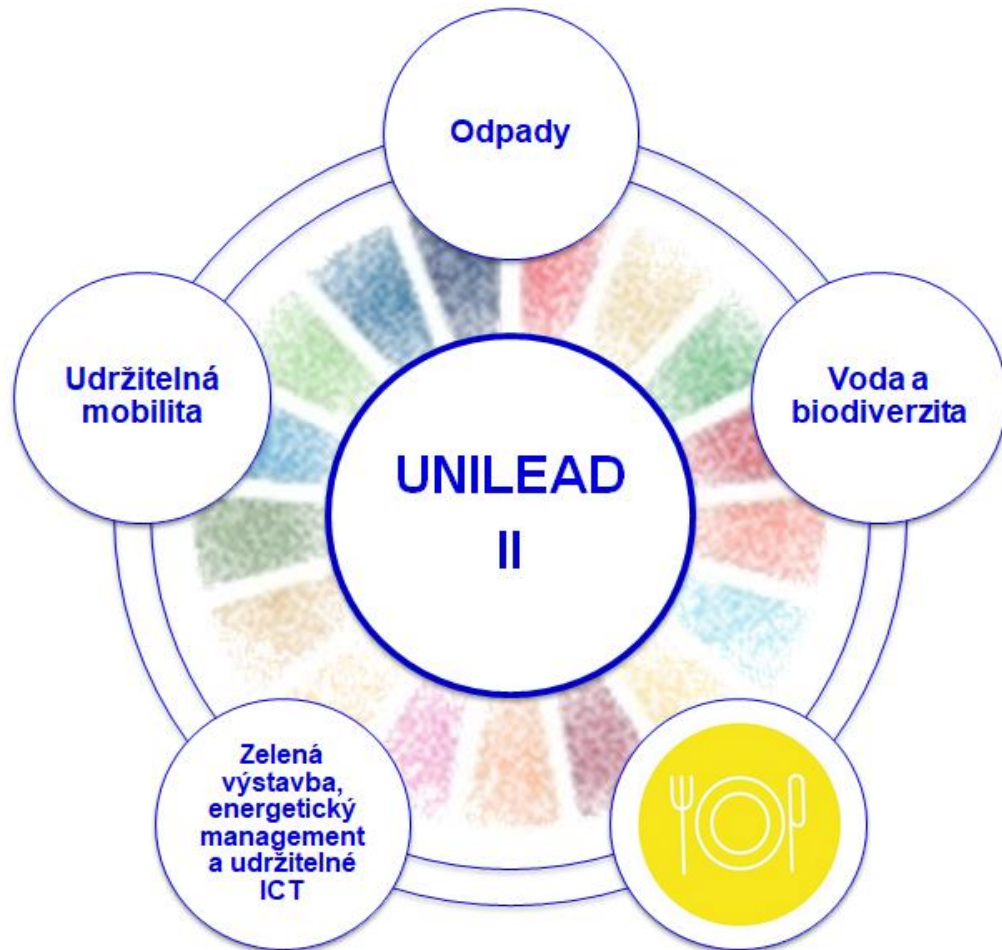 Odpady
Udržitelná
mobilita
Voda a
biodiverzita
UNILEAD
II
Zelená
výstavba,
energetický
management
a udržitelné
ICT